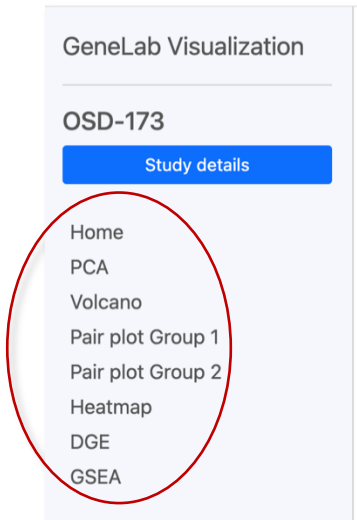 GeneLab Visualization
OSD-173
Study details
Home
PCA
Volcano
Pair plot Group 1
Pair plot Group 2
Heatmap
DGE
GSEA